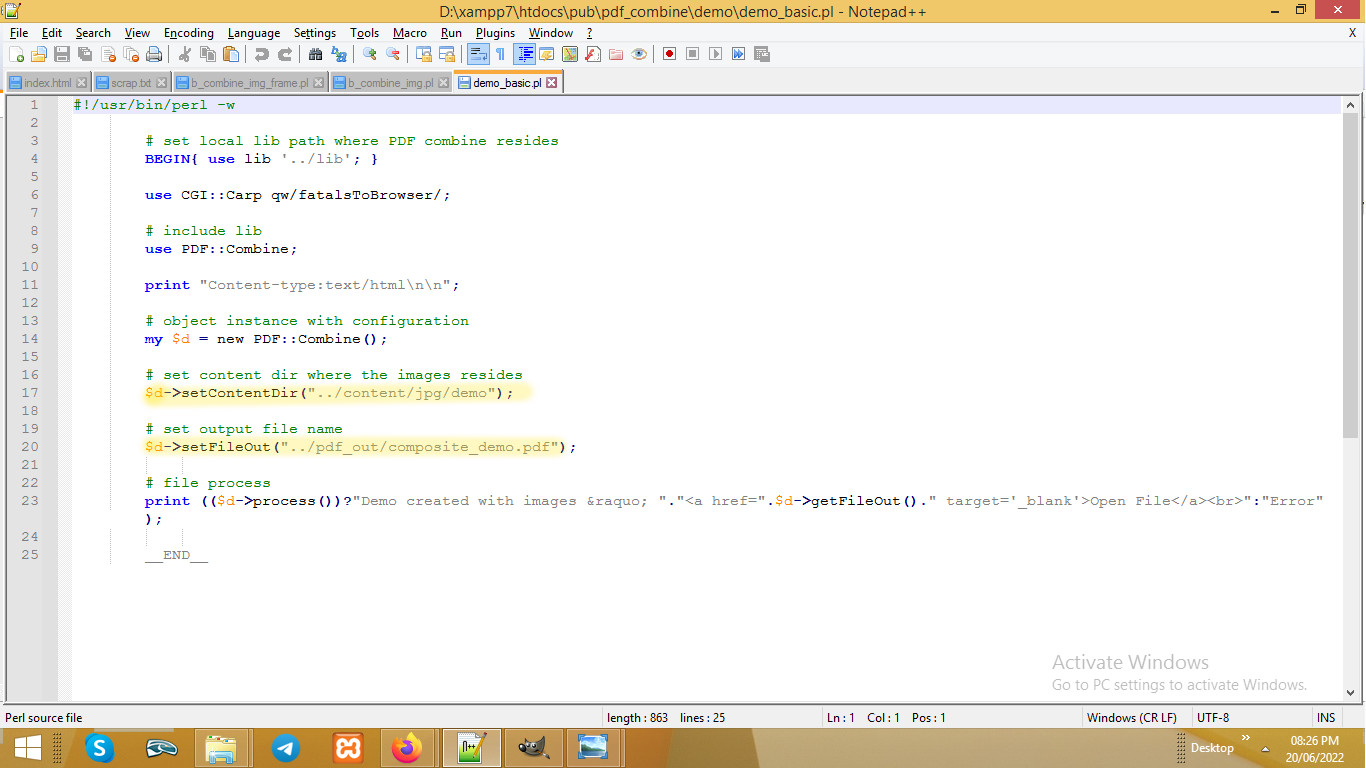 D:\xampp7\htdocs\pub\pdf_combine\demo\demo_basic.pl - Notepad++
File Edit Search View Encoding Language Settings Tools Macro Run Plugins Window ? X
index.html scrap.txt b_combine_img_frame.pl b_combine_img.pl demo_basic.pl
1 #!/usr/bin/perl -w
2
3 # set local lib path where PDF combine resides
4 BEGIN{ use lib '../lib'; }
5
6 use CGI::Carp qw/fatalsToBrowser/;
7
8 # include lib
9 use PDF::Combine;
10
11 print "Content-type:text/html\n\n";
12
13 # object instance with configuration
14 my $d = new PDF::Combine();
15
16 # set content dir where the images resides
17 $d->setContentDir("../content/jpg/demo");
18
19 # set output file name
20 $d->setFileOut("../pdf_out/composite_demo.pdf");
21
22 # file process
23 print (($d->process())?"Demo created with images &raquo; "."<a href=".$d->getFileOut()." target='_blank'>Open File</a><br>":"Error"
);
24
25 __END__
Activate Windows
Go to PC settings to activate Windows.
Perl source file length : 863 lines : 25 Ln : 1 Col : 1 Pos : 1 Windows (CR LF) UTF-8 INS
Desktop
08:26 PM
20/06/2022